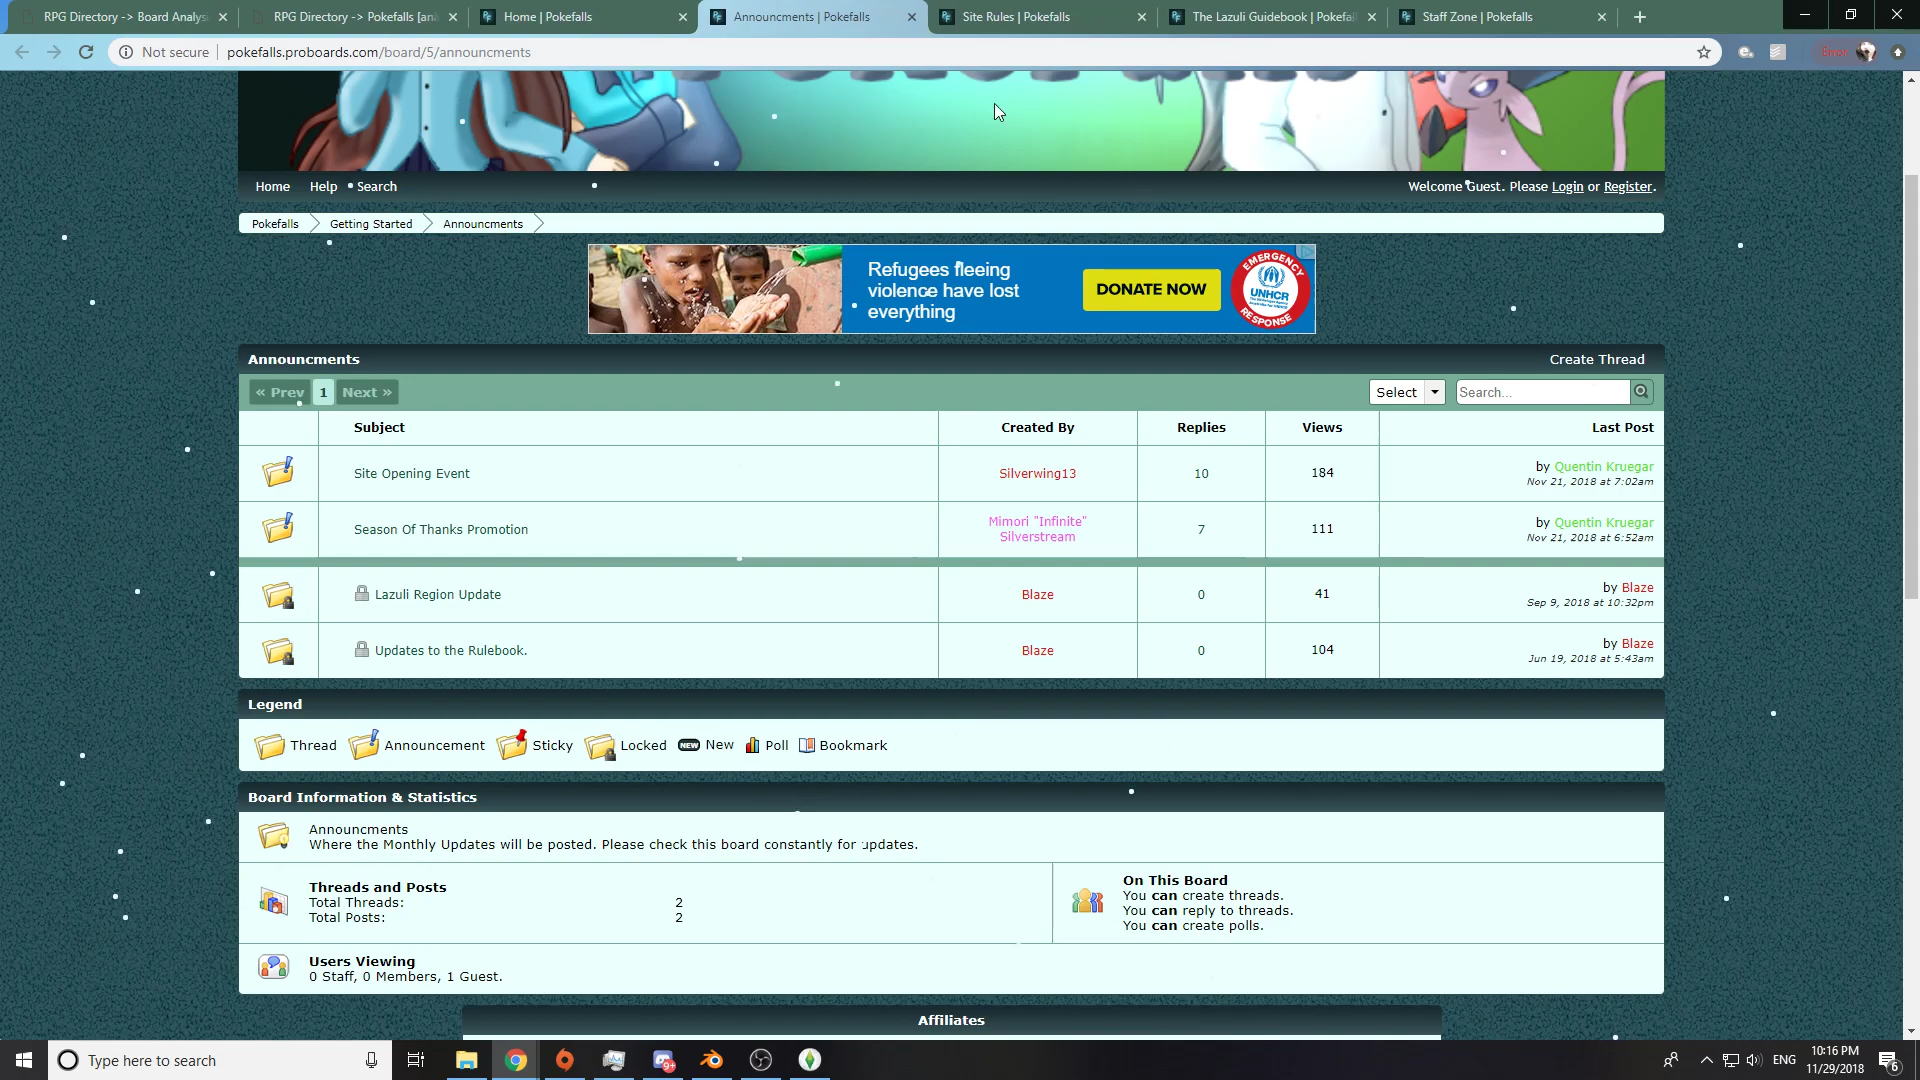 RPG Directory -> Board Analysi
RPG Directory -> Pokefalls [ana
Home | Pokefalls
Announcments | Pokefalls
Site Rules | Pokefalls
The Lazuli Guidebook | Pokefal
Staff Zone | Pokefalls
Not secure
pokefalls.proboards.com/board/5/announcments
Error
Home Help Search
Welcome Guest. Please Login or Register.
Pokefalls Getting Started Announcments
Refugees fleeing
violence have lost
everything
DONATE NOW
EMERGENCY
UNHCR
RESPONSE
Announcments
Create Thread
« Prev 1 Next »
Select
Search...
Subject Created By Replies Views Last Post
Site Opening Event Silverwing13 10 184 by Quentin Kruegar
Nov 21, 2018 at 7:02am
Season Of Thanks Promotion Mimori "Infinite"
Silverstream 7 111 by Quentin Kruegar
Nov 21, 2018 at 6:52am
Lazuli Region Update Blaze 0 41 by Blaze
Sep 9, 2018 at 10:32pm
Updates to the Rulebook. Blaze 0 104 by Blaze
Jun 19, 2018 at 5:43am
Legend
Thread Announcement Sticky Locked NEW New Poll Bookmark
Board Information & Statistics
Announcments
Where the Monthly Updates will be posted. Please check this board constantly for updates.
Threads and Posts
Total Threads: 2
Total Posts: 2
On This Board
You can create threads.
You can reply to threads.
You can create polls.
Users Viewing
0 Staff, 0 Members, 1 Guest.
Affiliates
Type here to search
9+
ENG
10:16 PM
11/29/2018
6